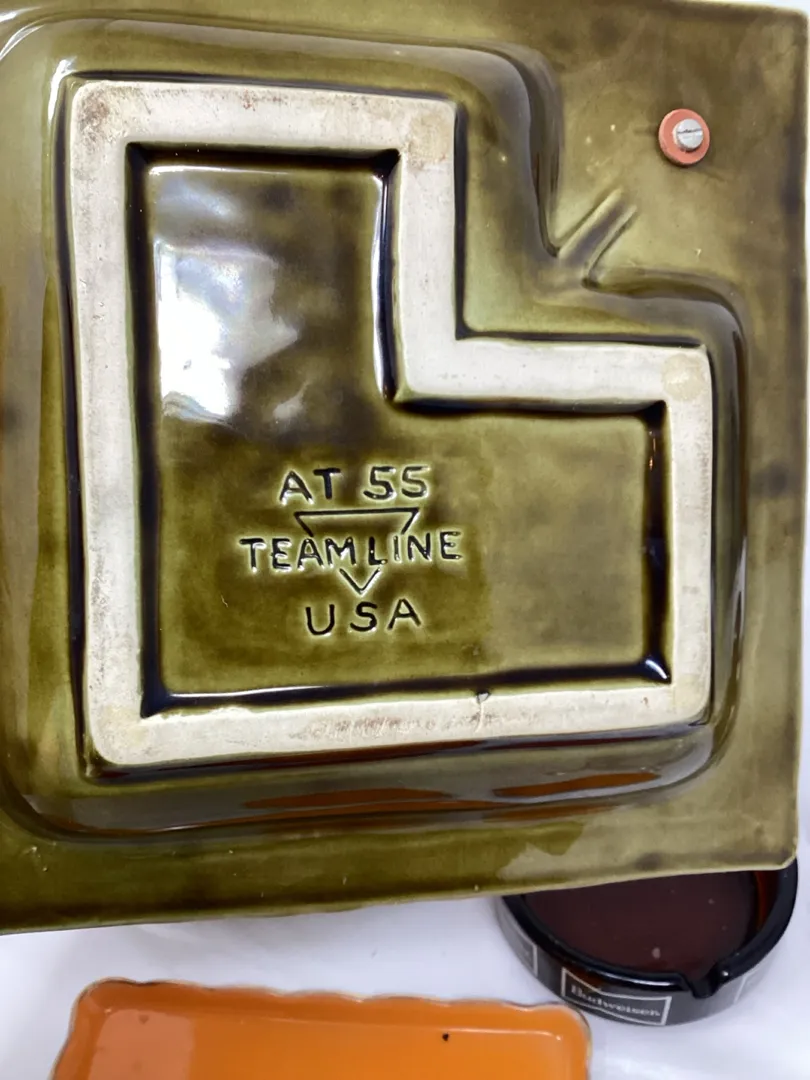 AT 55
TEAMLINE
USA
Budweiser